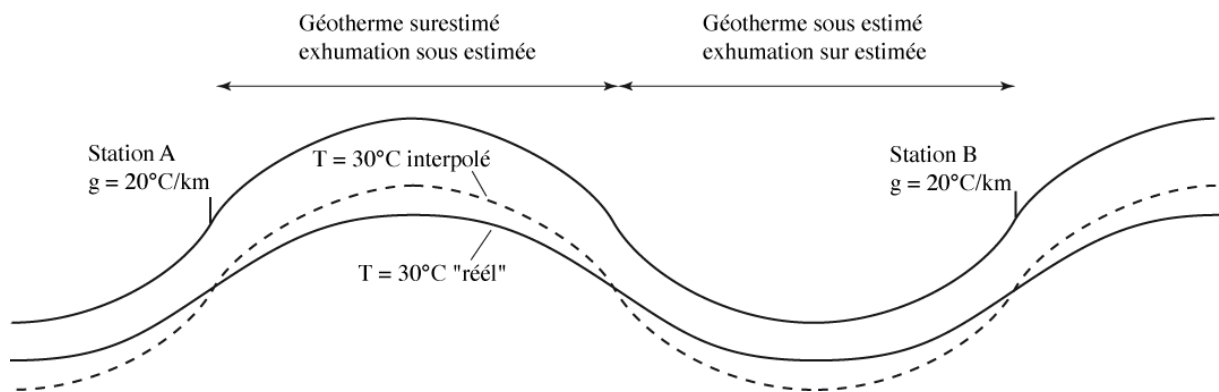 Géotherme surestimé
exhumation sous estimée
Géotherme sous estimé
exhumation sur estimée
Station A
g = 20°C/km
T = 30°C interpolé
Station B
g = 20°C/km
T = 30°C "réél"